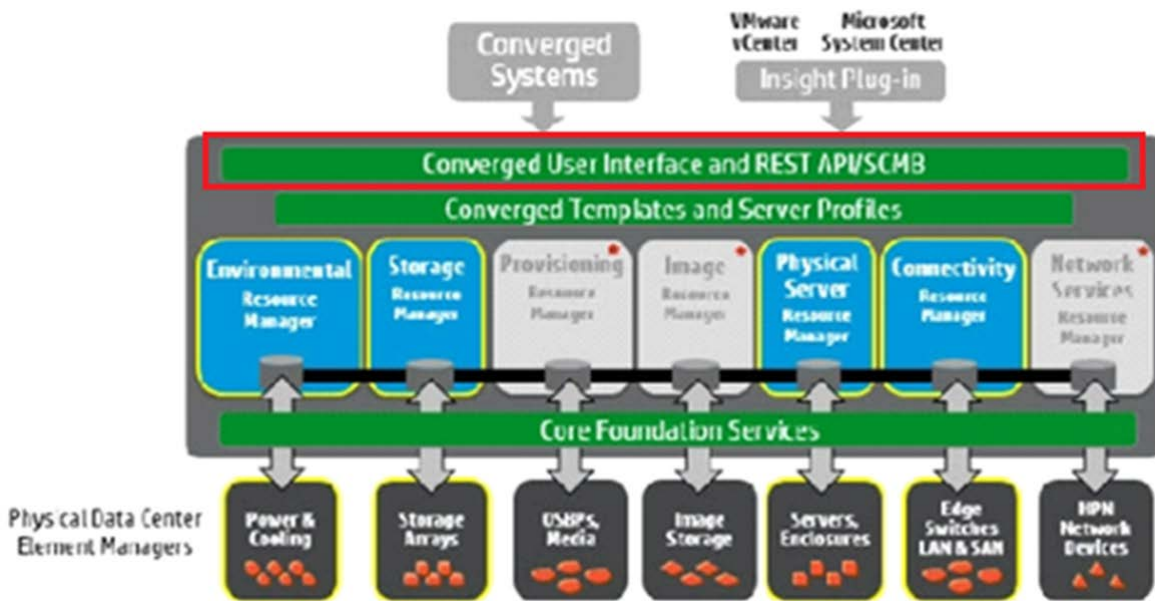 Converged
Systems
VMware
vCenter
Microsoft
System Center
Insight Plug-in
Converged User Interface and REST API/SCMB
Converged Templates and Server Profiles
Environmental
Resource
Manager
Storage
Resource
Manager
Provisioning
Resource
Manager
Image
Resource
Manager
Physical
Server
Resource
Manager
Connectivity
Resource
Manager
Network
Services
Resource
Manager
Core Foundation Services
Physical Data Center
Element Managers
Power &
Cooling
Storage
Arrays
OSBPs,
Media
Image
Storage
Servers,
Enclosures
Edge
Switches
LAN & SAN
HPN
Network
Devices